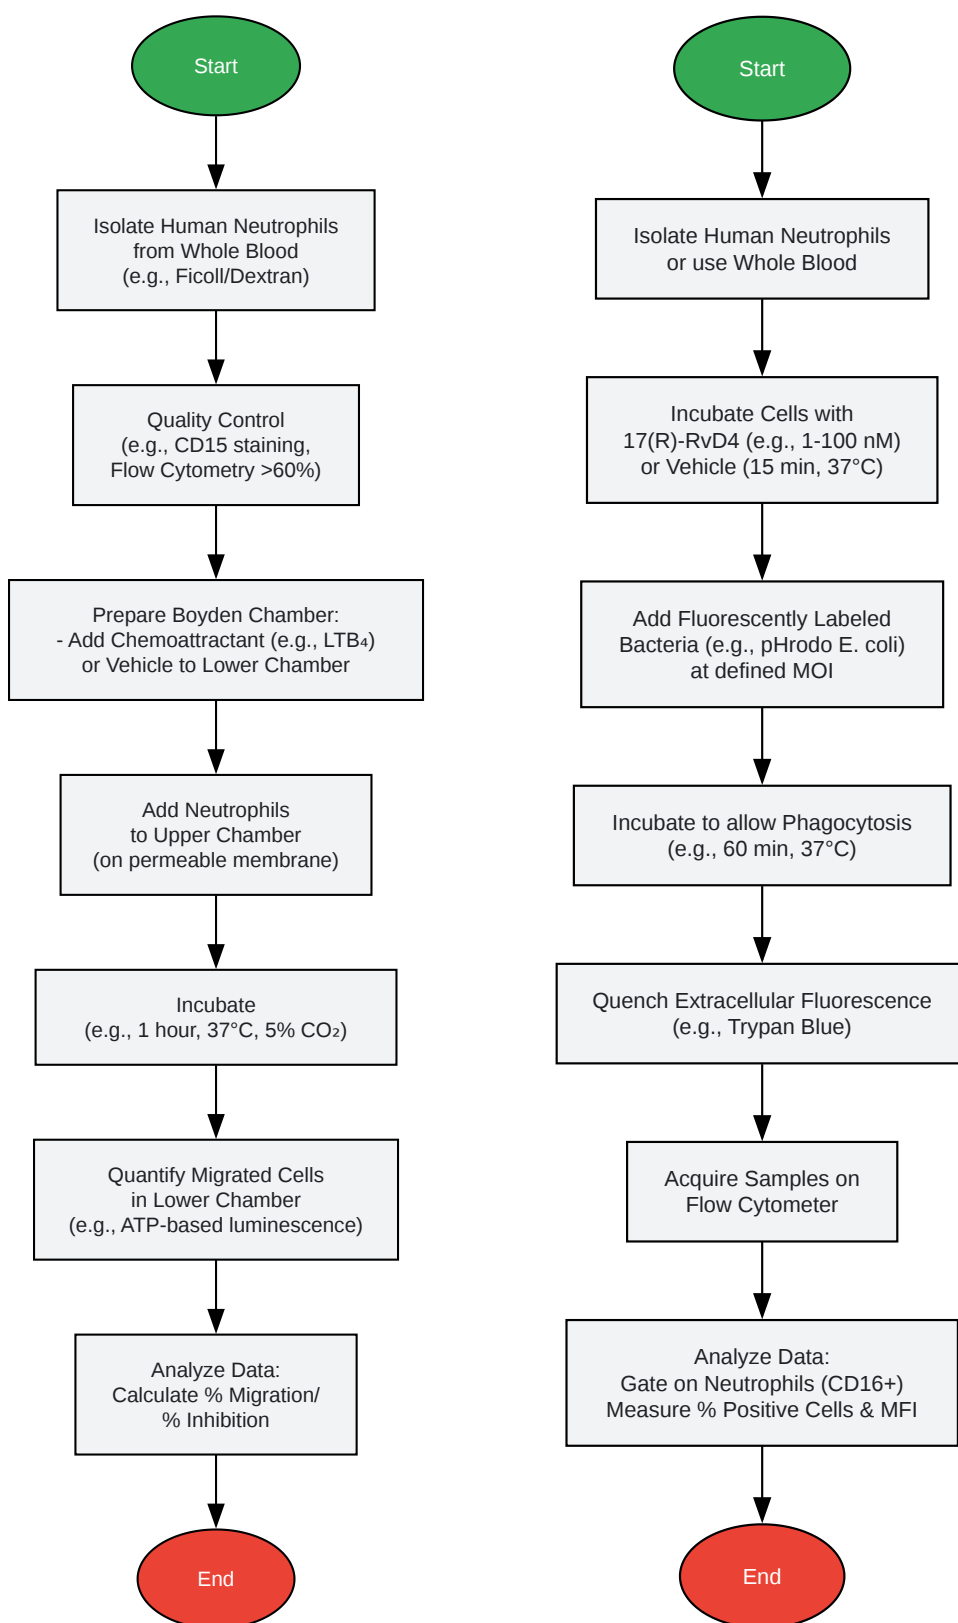 Start
Isolate Human Neutrophils
from Whole Blood
(e.g., Ficoll/Dextran)
Quality Control
(e.g., CD15 staining,
Flow Cytometry >60%)
Prepare Boyden Chamber:
- Add Chemoattractant (e.g., LTB₄)
or Vehicle to Lower Chamber
Add Neutrophils
to Upper Chamber
(on permeable membrane)
Incubate
(e.g., 1 hour, 37°C, 5% CO₂)
Quantify Migrated Cells
in Lower Chamber
(e.g., ATP-based luminescence)
Analyze Data:
Calculate % Migration/
% Inhibition
End
Start
Isolate Human Neutrophils
or use Whole Blood
Incubate Cells with
17(R)-RvD4 (e.g., 1-100 nM)
or Vehicle (15 min, 37°C)
Add Fluorescently Labeled
Bacteria (e.g., pHrodo E. coli)
at defined MOI
Incubate to allow Phagocytosis
(e.g., 60 min, 37°C)
Quench Extracellular Fluorescence
(e.g., Trypan Blue)
Acquire Samples on
Flow Cytometer
Analyze Data:
Gate on Neutrophils (CD16+)
Measure % Positive Cells & MFI
End